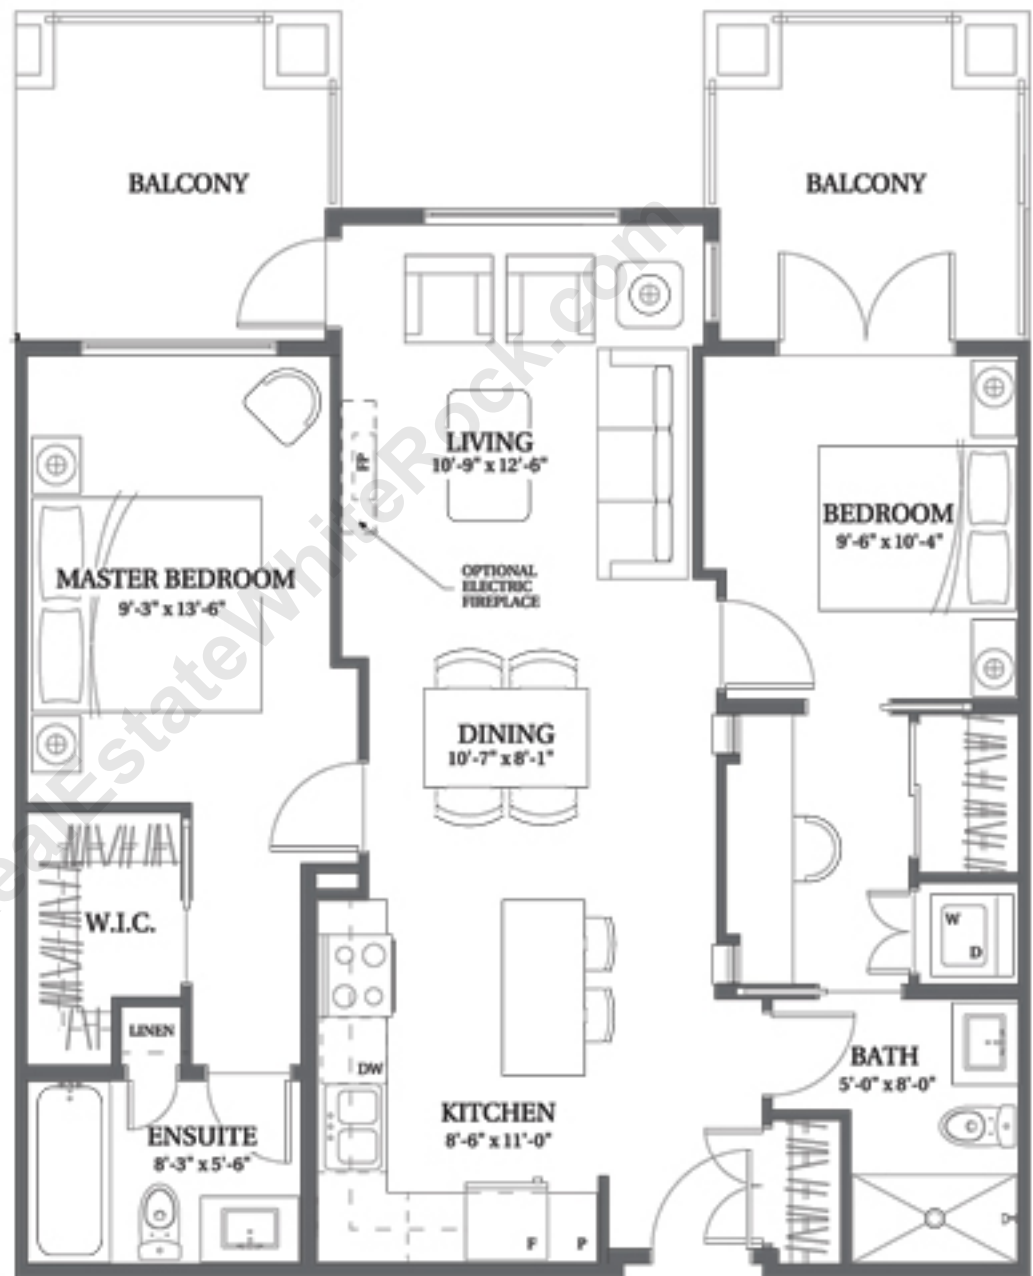 BALCONY
BALCONY
LIVING
10'-9" x 12'-6"
FP
BEDROOM
9'-6" x 10'-4"
OPTIONAL
ELECTRIC
FIREPLACE
MASTER BEDROOM
9'-3" x 13'-6"
DINING
10'-7" x 8'-1"
W.I.C.
W
D
LINEN
DW
BATH
5'-0" x 8'-0"
KITCHEN
8'-6" x 11'-0"
ENSUITE
8'-3" x 5'-6"
F
P
ealEstateWhiteRock.com